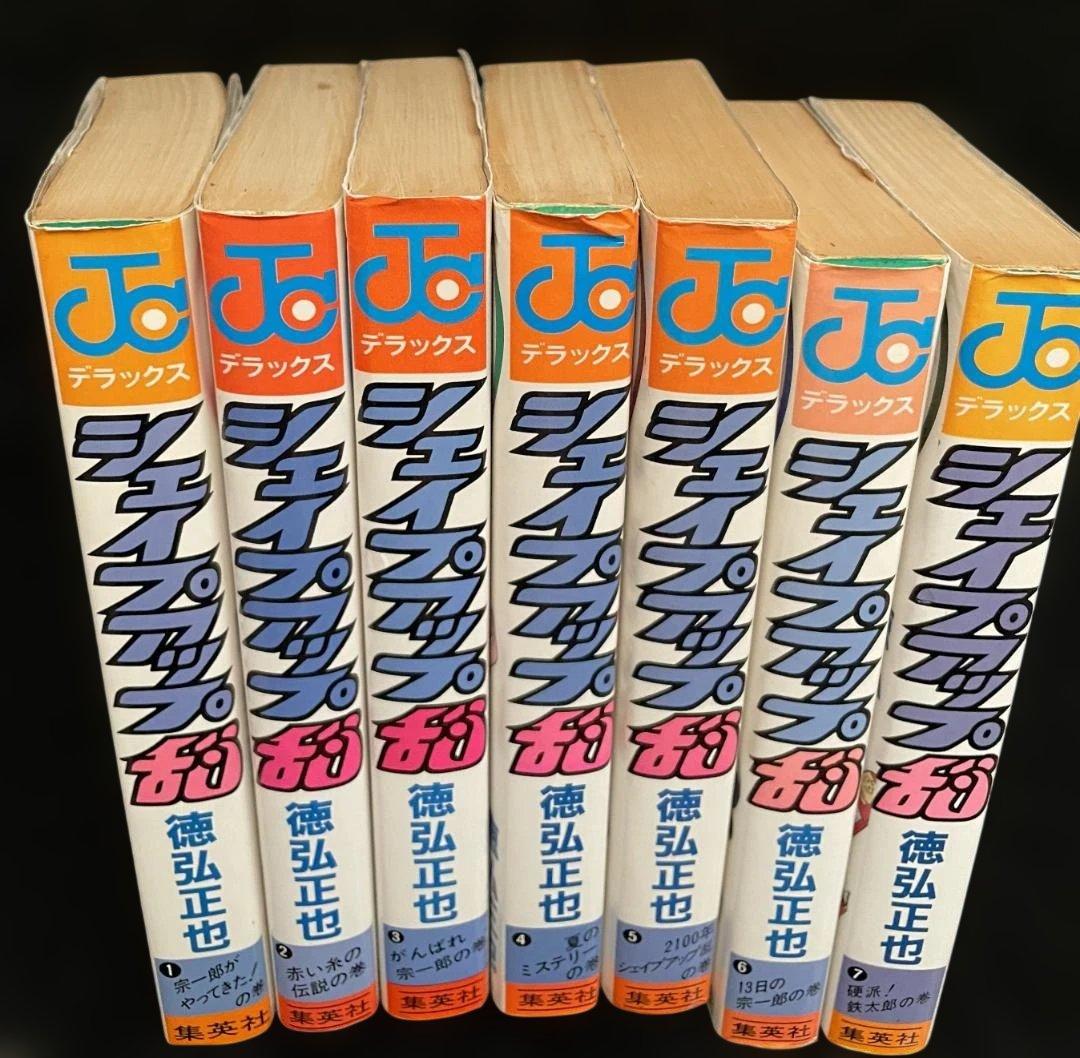 JC
デラックス
シェイプアップ乱
徳弘正也
1
宗一郎が
やってきた!
の巻
集英社
JC
デラックス
シェイプアップ乱
徳弘正也
2
赤い糸の
伝説の巻
集英社
JC
デラックス
シェイプアップ乱
徳弘正也
3
がんばれ
宗一郎の巻
集英社
JC
デラックス
シェイプアップ乱
徳弘正也
4
夏の
ミステリー
の巻
集英社
JC
デラックス
シェイプアップ乱
徳弘正也
5
2100年
シェイプアップ乱
の巻
集英社
JC
デラックス
シェイプアップ乱
徳弘正也
6
13日の
宗一郎の巻
集英社
JC
デラックス
シェイプアップ乱
徳弘正也
7
硬派!
鉄太郎の巻
集英社